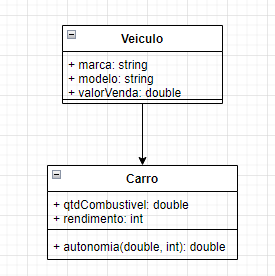 Veiculo
+ marca: string
+ modelo: string
+ valorVenda: double
Carro
+ qtdCombustivel: double
+ rendimento: int
+ autonomia(double, int): double